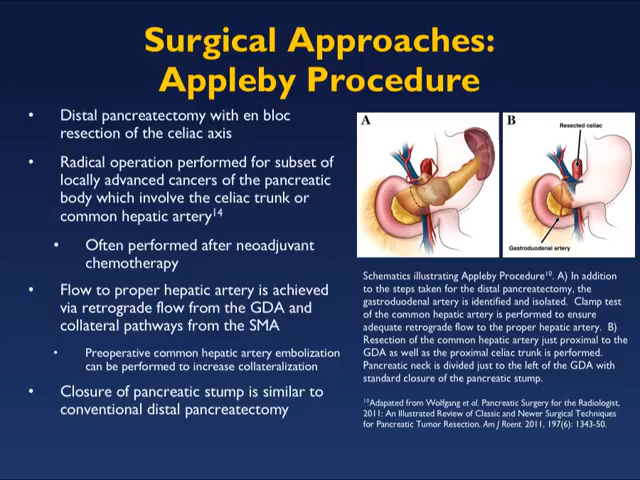 Surgical Approaches:
Appleby Procedure
• Distal pancreatectomy with en bloc
resection of the celiac axis
• Radical operation performed for subset of
locally advanced cancers of the pancreatic
body which involve the celiac trunk or
common hepatic artery14
• Often performed after neoadjuvant
chemotherapy
• Flow to proper hepatic artery is achieved
via retrograde flow from the GDA and
collateral pathways from the SMA
• Preoperative common hepatic artery embolization
can be performed to increase collateralization
• Closure of pancreatic stump is similar to
conventional distal pancreatectomy
A
B
Resected celiac
Gastroduodenal artery
Schematics illustrating Appleby Procedure10. A) In addition
to the steps taken for the distal pancreatectomy, the
gastroduodenal artery is identified and isolated. Clamp test
of the common hepatic artery is performed to ensure
adequate retrograde flow to the proper hepatic artery. B)
Resection of the common hepatic artery just proximal to the
GDA as well as the proximal celiac trunk is performed.
Pancreatic neck is divided just to the left of the GDA with
standard closure of the pancreatic stump.
10Adapated from Wolfgang et al. Pancreatic Surgery for the Radiologist,
2011: An Illustrated Review of Classic and Newer Surgical Techniques
for Pancreatic Tumor Resection. Am J Roent. 2011, 197(6): 1343-50.